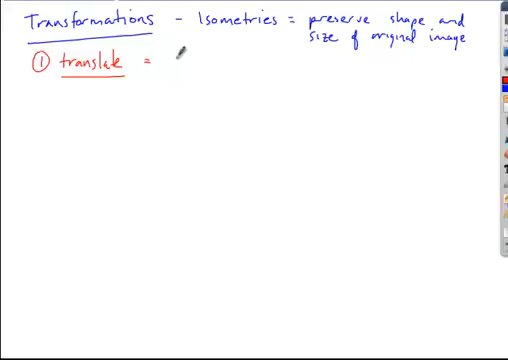 Transformations - Isometries = preserve shape and
size of original image
① translate =